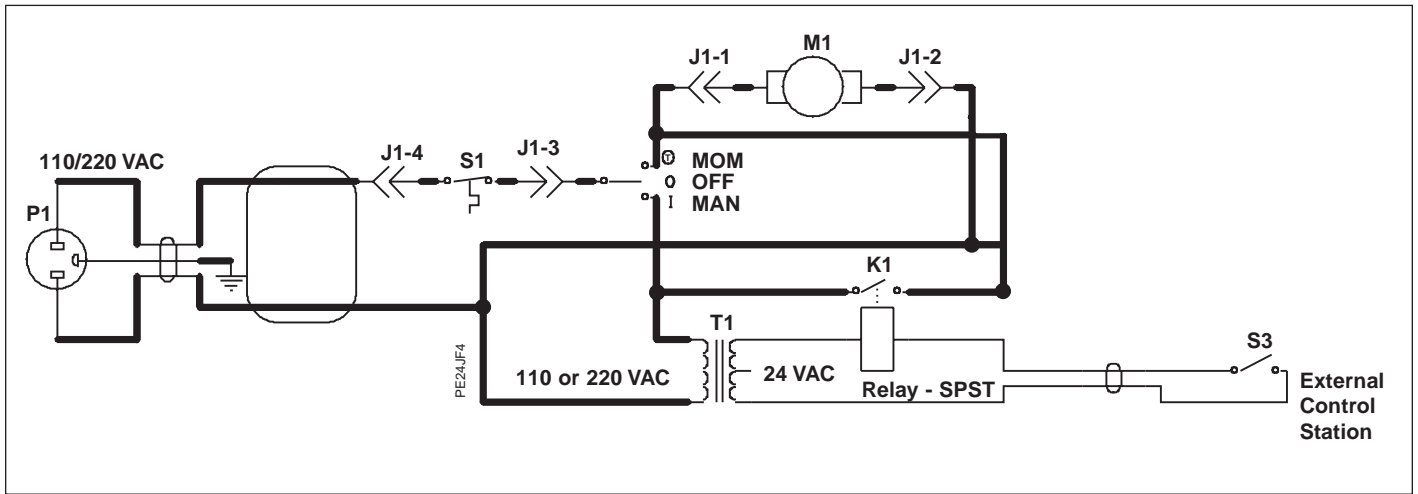 M1
J1-1
J1-2
110/220 VAC
J1-4
S1
J1-3
T
MOM
O
OFF
I
MAN
P1
K1
T1
S3
PE24JF4
110 or 220 VAC
24 VAC
Relay - SPST
External
Control
Station